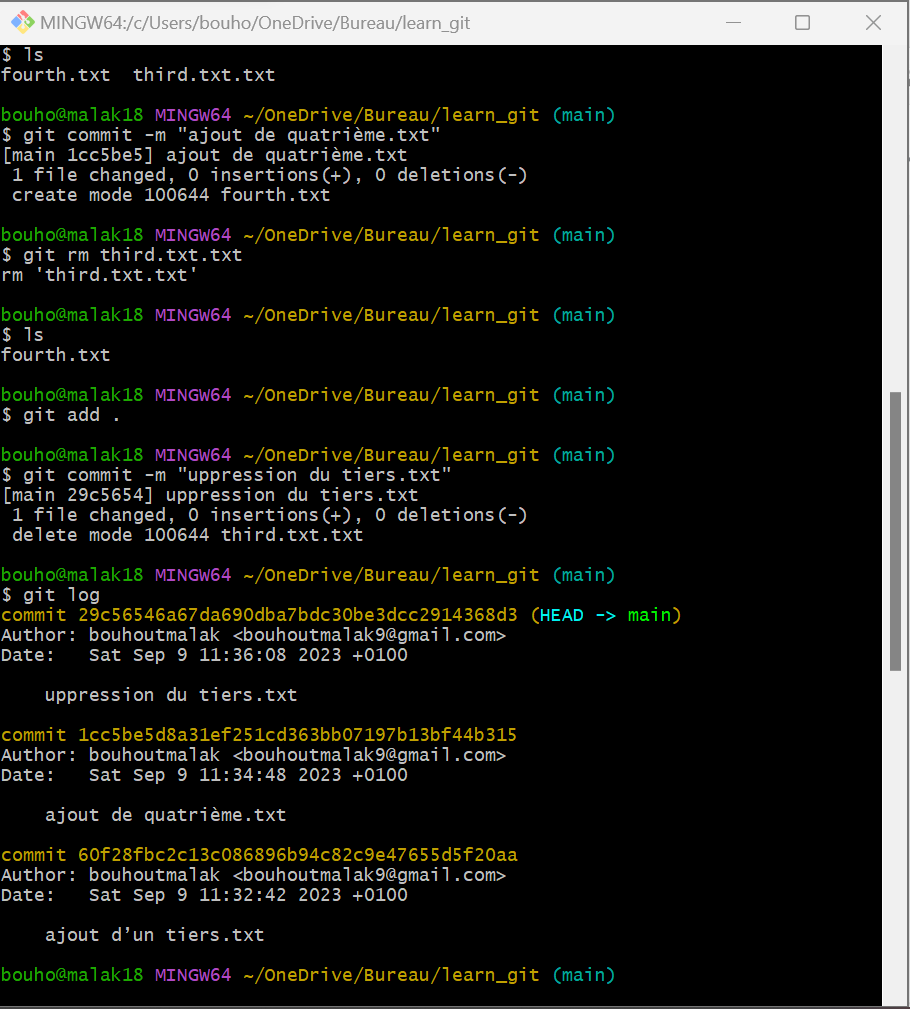 MINGW64:/c/Users/bouho/OneDrive/Bureau/learn_git
$ ls
fourth.txt  third.txt.txt
bouho@malak18 MINGW64 ~/OneDrive/Bureau/learn_git (main)
$ git commit -m "ajout de quatrième.txt"
[main 1cc5be5] ajout de quatrième.txt
 1 file changed, 0 insertions(+), 0 deletions(-)
 create mode 100644 fourth.txt
bouho@malak18 MINGW64 ~/OneDrive/Bureau/learn_git (main)
$ git rm third.txt.txt
rm 'third.txt.txt'
bouho@malak18 MINGW64 ~/OneDrive/Bureau/learn_git (main)
$ ls
fourth.txt
bouho@malak18 MINGW64 ~/OneDrive/Bureau/learn_git (main)
$ git add .
bouho@malak18 MINGW64 ~/OneDrive/Bureau/learn_git (main)
$ git commit -m "uppression du tiers.txt"
[main 29c5654] uppression du tiers.txt
 1 file changed, 0 insertions(+), 0 deletions(-)
 delete mode 100644 third.txt.txt
bouho@malak18 MINGW64 ~/OneDrive/Bureau/learn_git (main)
$ git log
commit 29c56546a67da690dba7bdc30be3dcc2914368d3 (HEAD -> main)
Author: bouhoutmalak <bouhoutmalak9@gmail.com>
Date:   Sat Sep 9 11:36:08 2023 +0100
    uppression du tiers.txt
commit 1cc5be5d8a31ef251cd363bb07197b13bf44b315
Author: bouhoutmalak <bouhoutmalak9@gmail.com>
Date:   Sat Sep 9 11:34:48 2023 +0100
    ajout de quatrième.txt
commit 60f28fbc2c13c086896b94c82c9e47655d5f20aa
Author: bouhoutmalak <bouhoutmalak9@gmail.com>
Date:   Sat Sep 9 11:32:42 2023 +0100
    ajout d’un tiers.txt
bouho@malak18 MINGW64 ~/OneDrive/Bureau/learn_git (main)